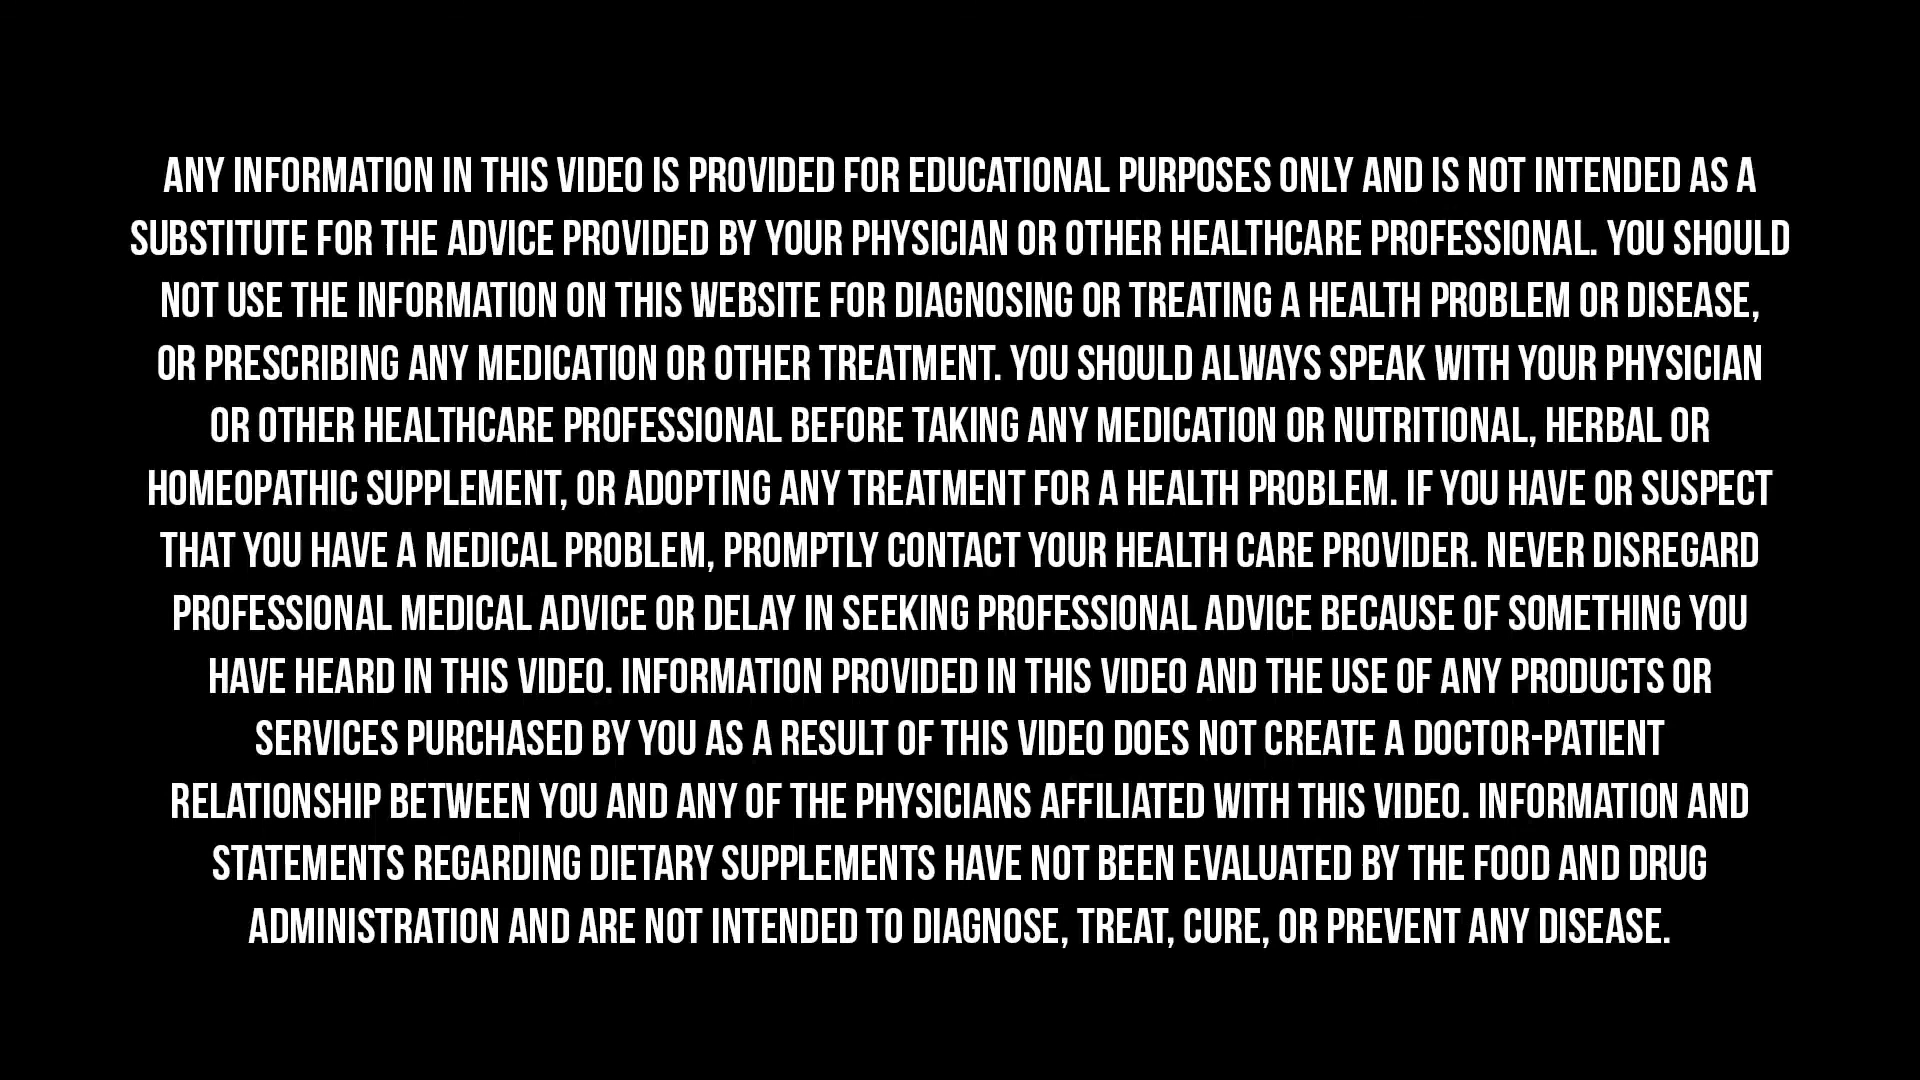 ANY INFORMATION IN THIS VIDEO IS PROVIDED FOR EDUCATIONAL PURPOSES ONLY AND IS NOT INTENDED AS A
SUBSTITUTE FOR THE ADVICE PROVIDED BY YOUR PHYSICIAN OR OTHER HEALTHCARE PROFESSIONAL. YOU SHOULD
NOT USE THE INFORMATION ON THIS WEBSITE FOR DIAGNOSING OR TREATING A HEALTH PROBLEM OR DISEASE,
OR PRESCRIBING ANY MEDICATION OR OTHER TREATMENT. YOU SHOULD ALWAYS SPEAK WITH YOUR PHYSICIAN
OR OTHER HEALTHCARE PROFESSIONAL BEFORE TAKING ANY MEDICATION OR NUTRITIONAL, HERBAL OR
HOMEOPATHIC SUPPLEMENT, OR ADOPTING ANY TREATMENT FOR A HEALTH PROBLEM. IF YOU HAVE OR SUSPECT
THAT YOU HAVE A MEDICAL PROBLEM, PROMPTLY CONTACT YOUR HEALTH CARE PROVIDER. NEVER DISREGARD
PROFESSIONAL MEDICAL ADVICE OR DELAY IN SEEKING PROFESSIONAL ADVICE BECAUSE OF SOMETHING YOU
HAVE HEARD IN THIS VIDEO. INFORMATION PROVIDED IN THIS VIDEO AND THE USE OF ANY PRODUCTS OR
SERVICES PURCHASED BY YOU AS A RESULT OF THIS VIDEO DOES NOT CREATE A DOCTOR-PATIENT
RELATIONSHIP BETWEEN YOU AND ANY OF THE PHYSICIANS AFFILIATED WITH THIS VIDEO. INFORMATION AND
STATEMENTS REGARDING DIETARY SUPPLEMENTS HAVE NOT BEEN EVALUATED BY THE FOOD AND DRUG
ADMINISTRATION AND ARE NOT INTENDED TO DIAGNOSE, TREAT, CURE, OR PREVENT ANY DISEASE.